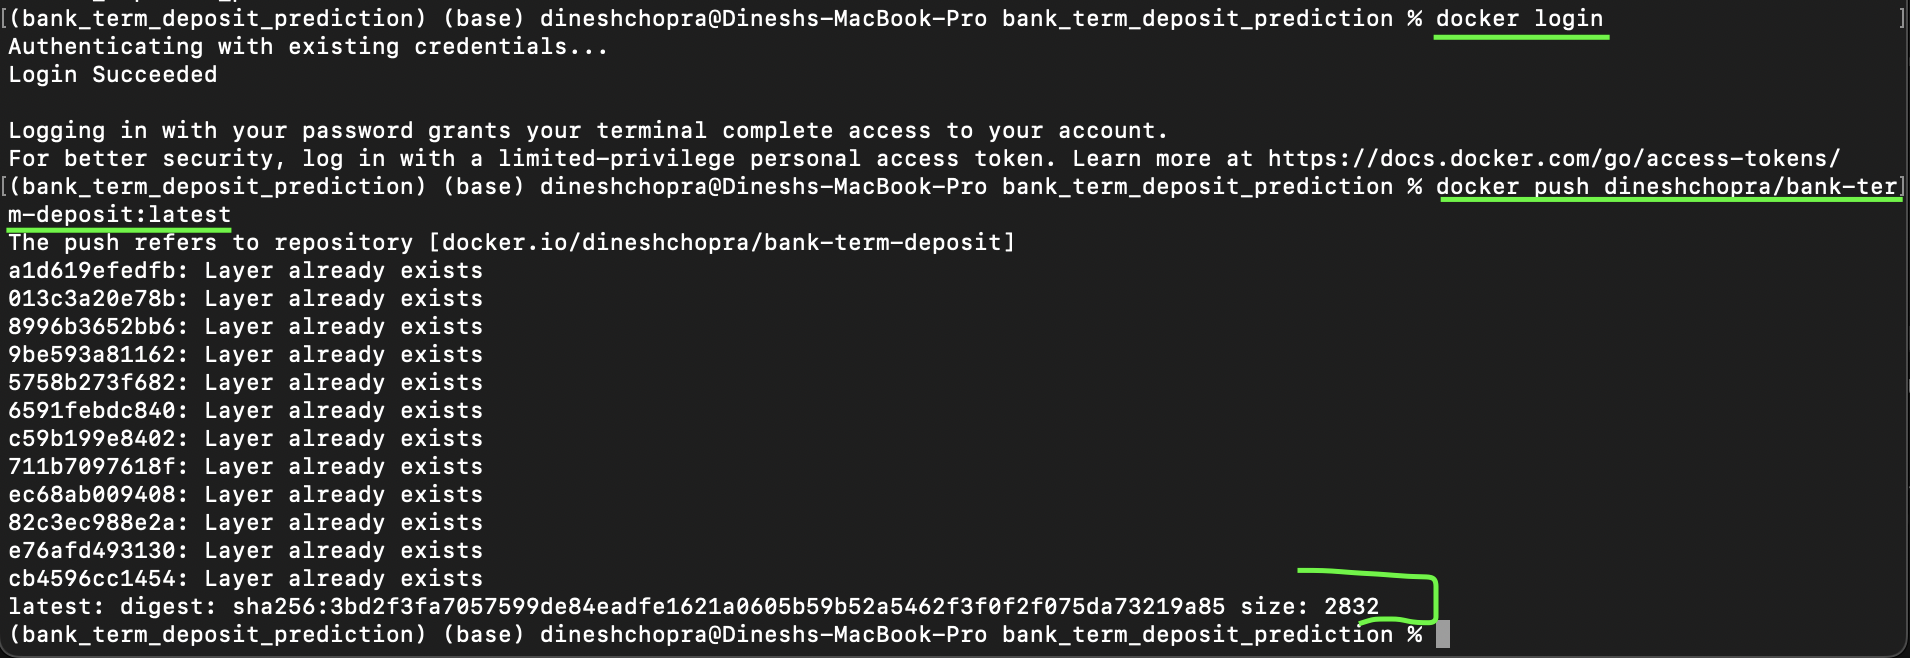 [(bank_term_deposit_prediction) (base) dineshchopra@Dineshs-MacBook-Pro bank_term_deposit_prediction % docker login ]
Authenticating with existing credentials...
Login Succeeded
Logging in with your password grants your terminal complete access to your account.
For better security, log in with a limited-privilege personal access token. Learn more at https://docs.docker.com/go/access-tokens/
[(bank_term_deposit_prediction) (base) dineshchopra@Dineshs-MacBook-Pro bank_term_deposit_prediction % docker push dineshchopra/bank-ter]
m-deposit:latest
The push refers to repository [docker.io/dineshchopra/bank-term-deposit]
a1d619efedfb: Layer already exists
013c3a20e78b: Layer already exists
8996b3652bb6: Layer already exists
9be593a81162: Layer already exists
5758b273f682: Layer already exists
6591febdc840: Layer already exists
c59b199e8402: Layer already exists
711b7097618f: Layer already exists
ec68ab009408: Layer already exists
82c3ec988e2a: Layer already exists
e76afd493130: Layer already exists
cb4596cc1454: Layer already exists
latest: digest: sha256:3bd2f3fa7057599de84eadfe1621a0605b59b52a5462f3f0f2f075da73219a85 size: 2832
(bank_term_deposit_prediction) (base) dineshchopra@Dineshs-MacBook-Pro bank_term_deposit_prediction %